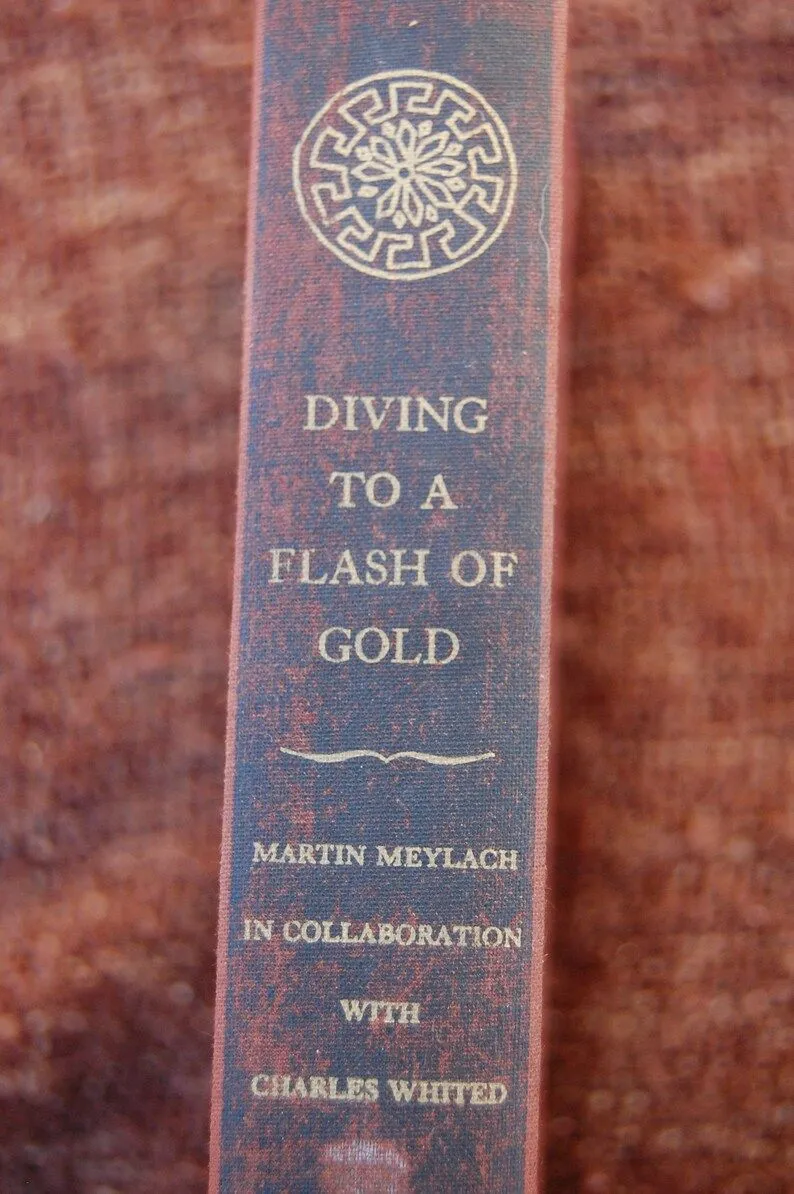 DIVING
TO A
FLASH OF
GOLD
MARTIN MEYLACH
IN COLLABORATION
WITH
CHARLES WHITED